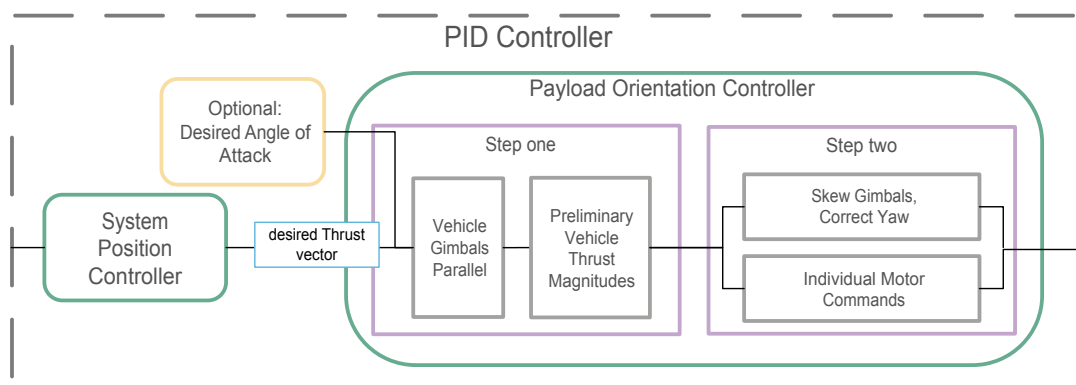 PID Controller
Payload Orientation Controller
Optional:
Desired Angle of
Attack
Step one
Step two
System
Position
Controller
desired Thrust
vector
Vehicle
Gimbals
Parallel
Preliminary
Vehicle
Thrust
Magnitudes
Skew Gimbals,
Correct Yaw
Individual Motor
Commands